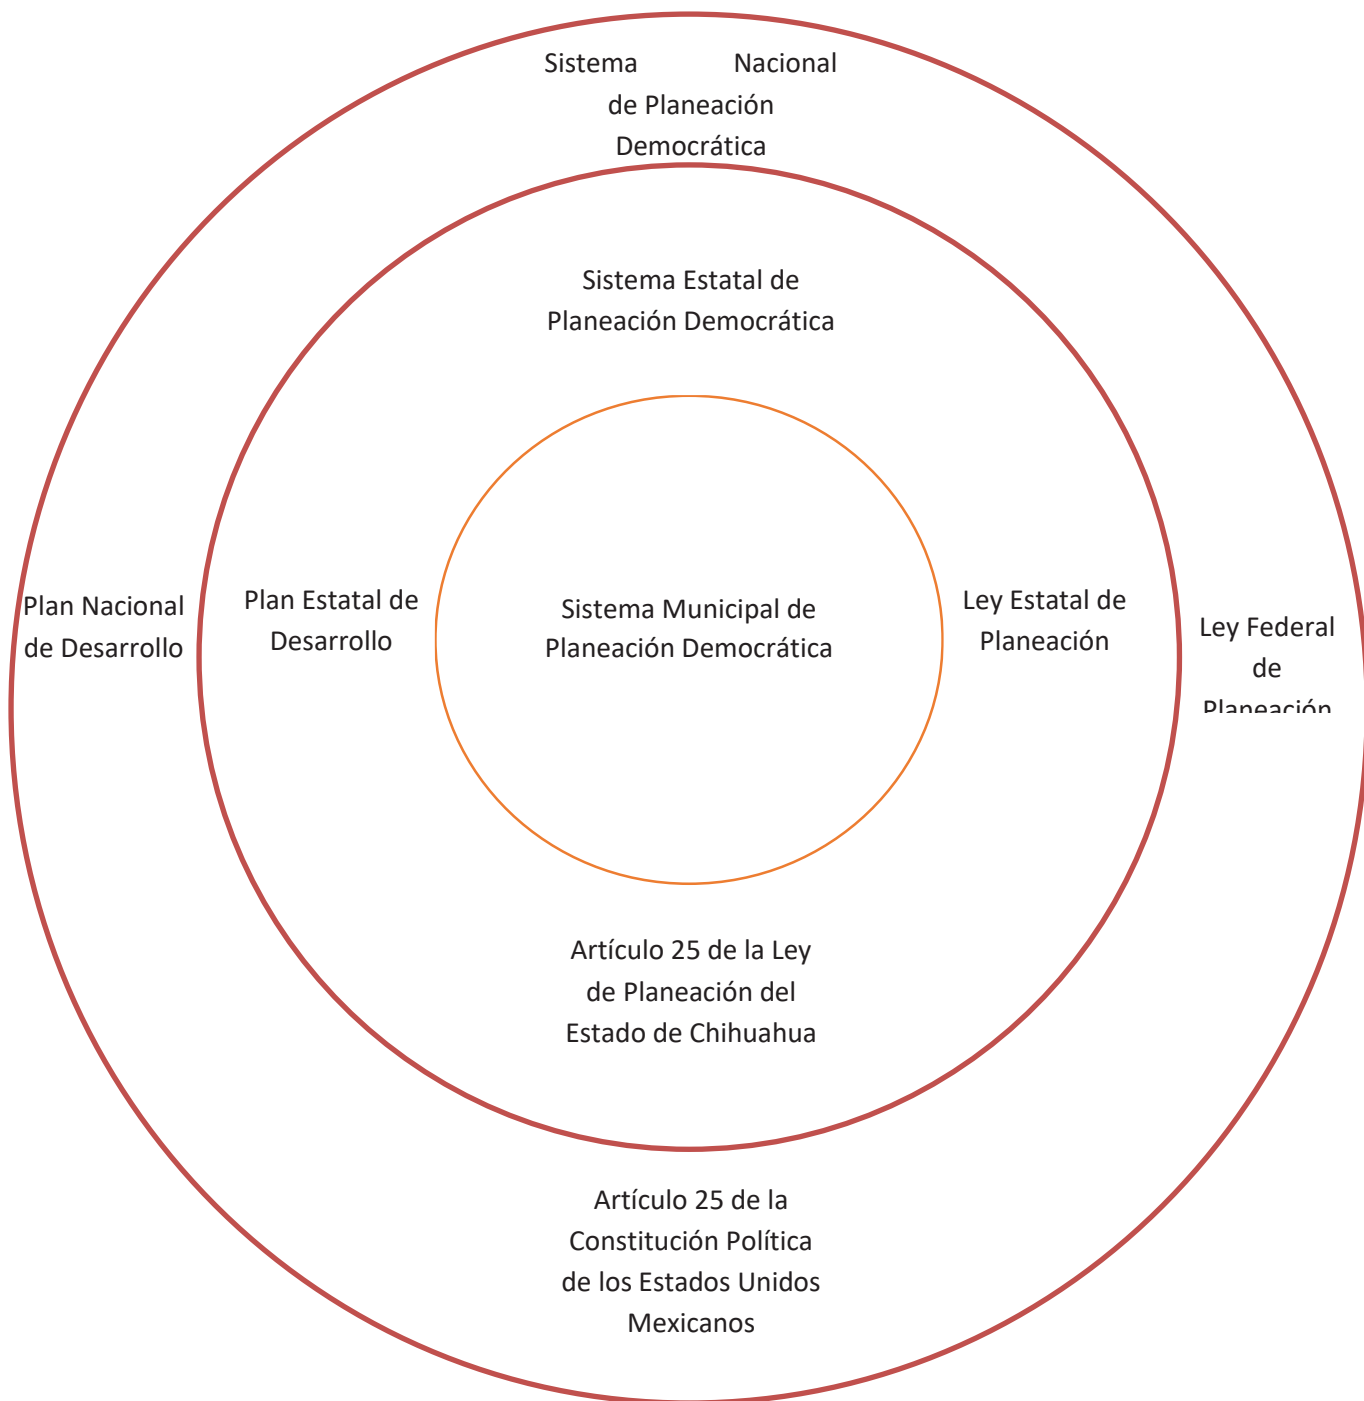 Sistema Nacional
de Planeación
Democrática
Sistema Estatal de
Planeación Democrática
Plan Nacional
de Desarrollo
Plan Estatal de
Desarrollo
Sistema Municipal de
Planeación Democrática
Ley Estatal de
Planeación
Ley Federal
de
Planeación
Artículo 25 de la Ley
de Planeación del
Estado de Chihuahua
Artículo 25 de la
Constitución Política
de los Estados Unidos
Mexicanos